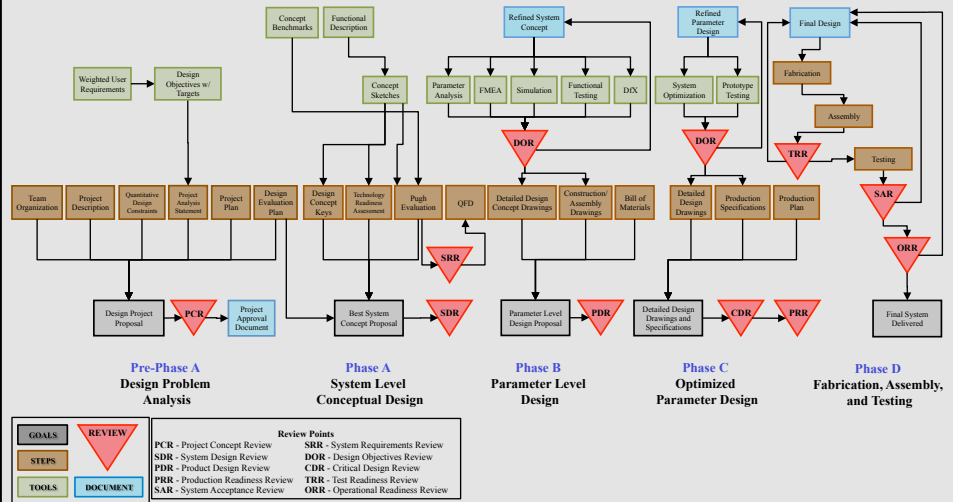 Concept
Benchmarks
Functional
Description
Refined System
Concept
Refined
Parameter
Design
Final Design
Weighted User
Requirements
Design
Objectives w/
Targets
Concept
Sketches
Parameter
Analysis
FMEA
Simulation
Functional
Testing
DfX
System
Optimization
Prototype
Testing
Fabrication
Assembly
DOR
DOR
TRR
Testing
SAR
Team
Organization
Project
Description
Quantitative
Design
Constraints
Project
Analysis
Statement
Project
Plan
Design
Evaluation
Plan
Design
Concept
Keys
Technology
Readiness
Assessment
Pugh
Evaluation
QFD
Detailed Design
Concept Drawings
Construction/
Assembly
Drawings
Bill of
Materials
Detailed
Design
Drawings
Production
Specifications
Production
Plan
SRR
ORR
Design Project
Proposal
PCR
Project
Approval
Document
Best System
Concept Proposal
SDR
Parameter Level
Design Proposal
PDR
Detailed Design
Drawings and
Specifications
CDR
PRR
Final System
Delivered
Pre-Phase A
Design Problem
Analysis
Phase A
System Level
Conceptual Design
Phase B
Parameter Level
Design
Phase C
Optimized
Parameter Design
Phase D
Fabrication, Assembly,
and Testing
GOALS
REVIEW
STEPS
TOOLS
DOCUMENT
Review Points
PCR - Project Concept Review
SDR - System Design Review
PDR - Product Design Review
PRR - Production Readiness Review
SAR - System Acceptance Review
SRR - System Requirements Review
DOR - Design Objectives Review
CDR - Critical Design Review
TRR - Test Readiness Review
ORR - Operational Readiness Review